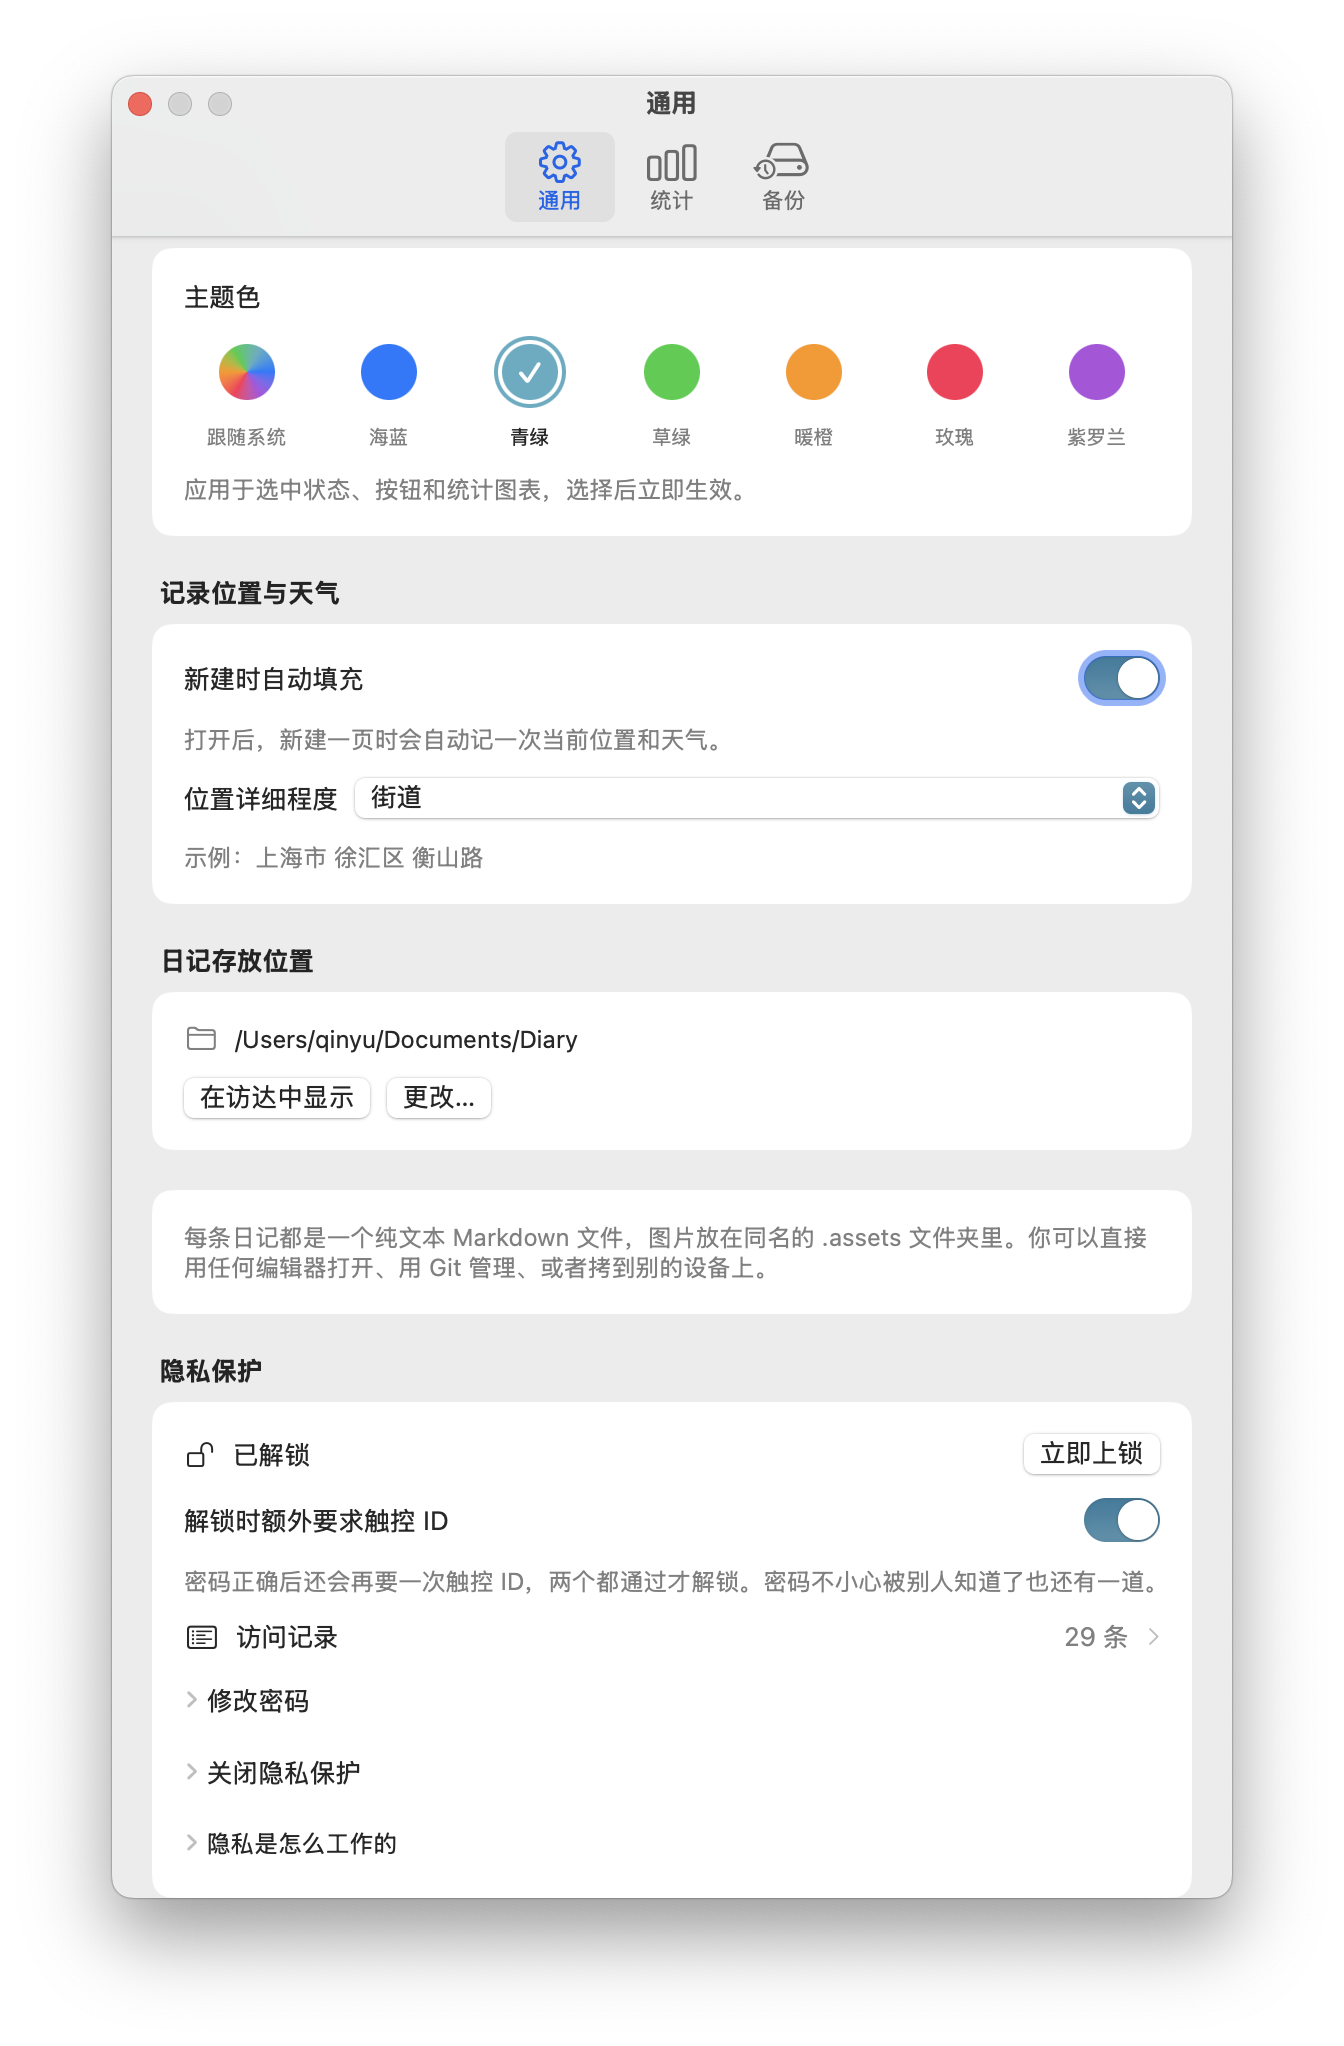 通用
通用
统计
备份
主题色
跟随系统
海蓝
青绿
草绿
暖橙
玫瑰
紫罗兰
应用于选中状态、按钮和统计图表，选择后立即生效。
记录位置与天气
新建时自动填充
打开后，新建一页时会自动记一次当前位置和天气。
位置详细程度
街道
示例：上海市 徐汇区 衡山路
日记存放位置
/Users/qinyu/Documents/Diary
在访达中显示
更改...
每条日记都是一个纯文本 Markdown 文件，图片放在同名的 .assets 文件夹里。你可以直接
用任何编辑器打开、用 Git 管理、或者拷到别的设备上。
隐私保护
已解锁
立即上锁
解锁时额外要求触控 ID
密码正确后还会再要一次触控 ID，两个都通过才解锁。密码不小心被别人知道了也还有一道。
访问记录
29 条
修改密码
关闭隐私保护
隐私是怎么工作的